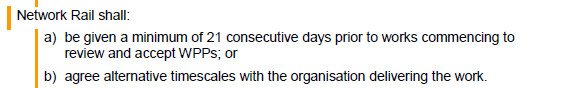 Network Rail shall:
a) be given a minimum of 21 consecutive days prior to works commencing to
review and accept WPPs; or
b) agree alternative timescales with the organisation delivering the work.